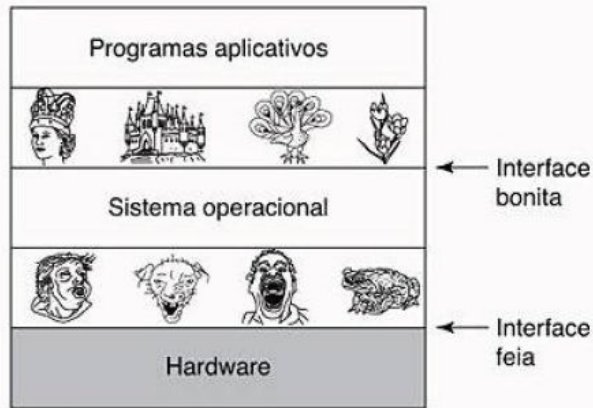 Programas aplicativos
Interface
bonita
Sistema operacional
Interface
feia
Hardware